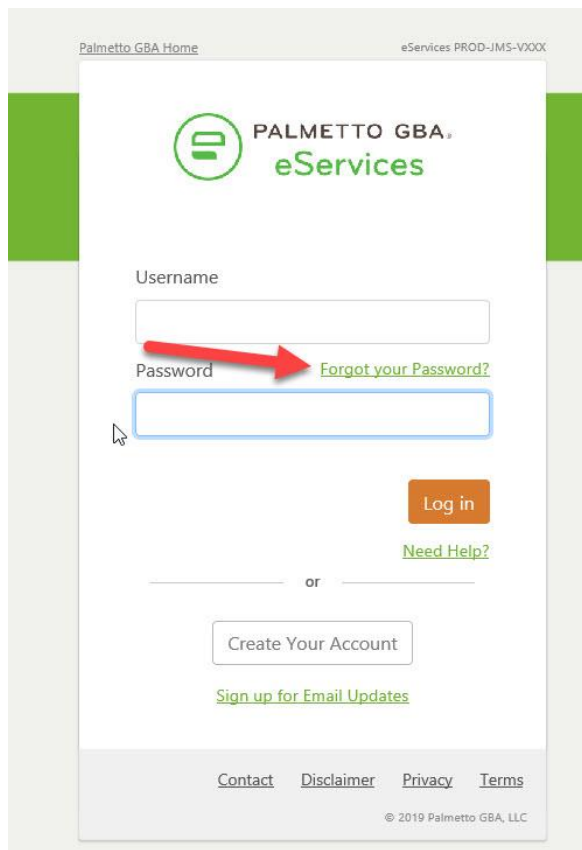 Palmetto GBA Home eServices PROD-JMS-VXXX
PALMETTO GBA®
eServices
Username
Password Forgot your Password?
Log in
Need Help?
or
Create Your Account
Sign up for Email Updates
Contact Disclaimer Privacy Terms
© 2019 Palmetto GBA, LLC